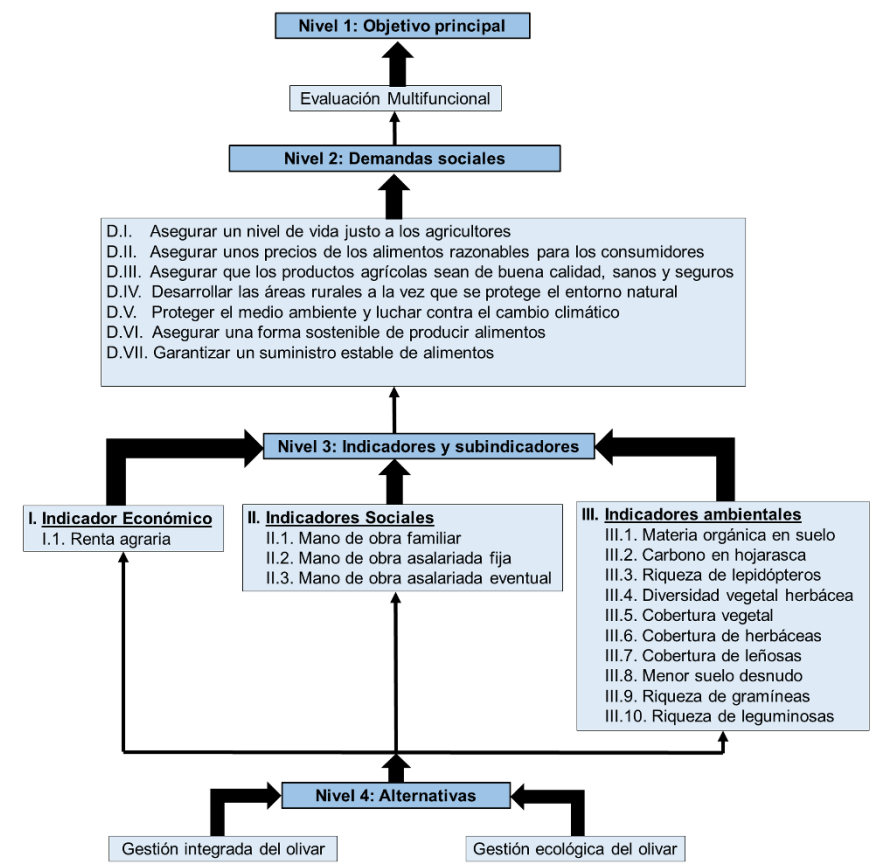 Nivel 1: Objetivo principal
Evaluación Multifuncional
Nivel 2: Demandas sociales
D.I. Asegurar un nivel de vida justo a los agricultores
D.II. Asegurar unos precios de los alimentos razonables para los consumidores
D.III. Asegurar que los productos agrícolas sean de buena calidad, sanos y seguros
D.IV. Desarrollar las áreas rurales a la vez que se protege el entorno natural
D.V. Proteger el medio ambiente y luchar contra el cambio climático
D.VI. Asegurar una forma sostenible de producir alimentos
D.VII. Garantizar un suministro estable de alimentos
Nivel 3: Indicadores y subindicadores
I. Indicador Económico
I.1. Renta agraria
II. Indicadores Sociales
II.1. Mano de obra familiar
II.2. Mano de obra asalariada fija
II.3. Mano de obra asalariada eventual
III. Indicadores ambientales
III.1. Materia orgánica en suelo
III.2. Carbono en hojarasca
III.3. Riqueza de lepidópteros
III.4. Diversidad vegetal herbácea
III.5. Cobertura vegetal
III.6. Cobertura de herbáceas
III.7. Cobertura de leñosas
III.8. Menor suelo desnudo
III.9. Riqueza de gramíneas
III.10. Riqueza de leguminosas
Nivel 4: Alternativas
Gestión integrada del olivar
Gestión ecológica del olivar